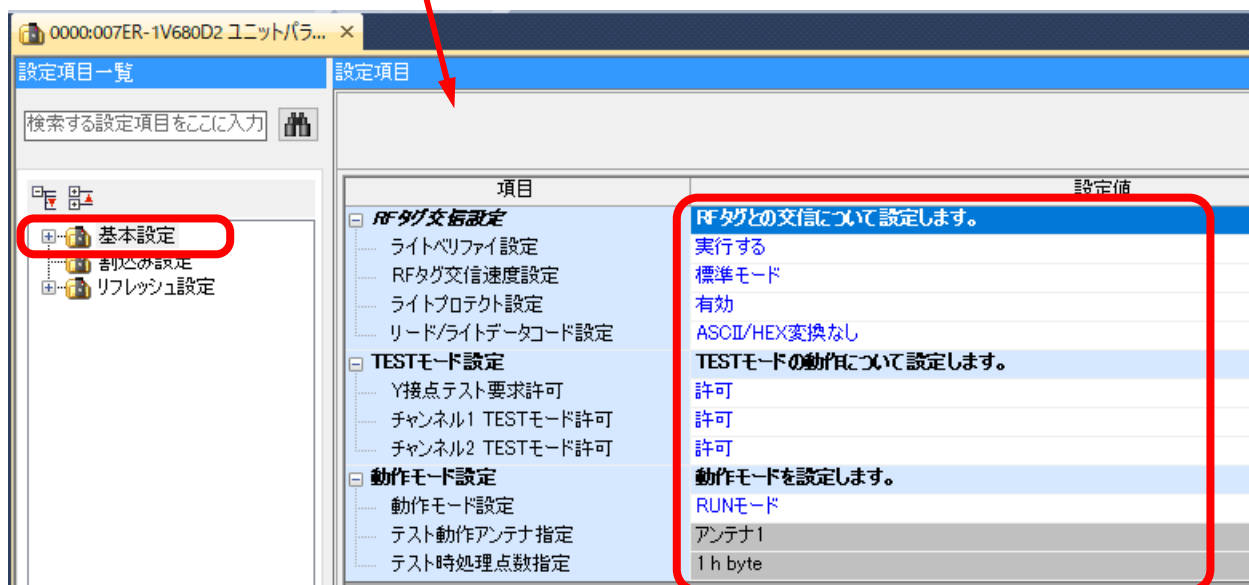 0000:007ER-1V680D2 ユニットパラ...
設定項目一覧
設定項目
検索する設定項目をここに入力
項目 設定値
基本設定
割込み設定
リフレッシュ設定
RFタグ交信設定 RFタグとの交信について設定します。
ライトベリファイ設定 実行する
RFタグ交信速度設定 標準モード
ライトプロテクト設定 有効
リード/ライトデータコード設定 ASCII/HEX変換なし
TESTモード設定 TESTモードの動作について設定します。
Y接点テスト要求許可 許可
チャンネル1 TESTモード許可 許可
チャンネル2 TESTモード許可 許可
動作モード設定 動作モードを設定します。
動作モード設定 RUNモード
テスト動作アンテナ指定 アンテナ1
テスト時処理点数指定 1 h byte